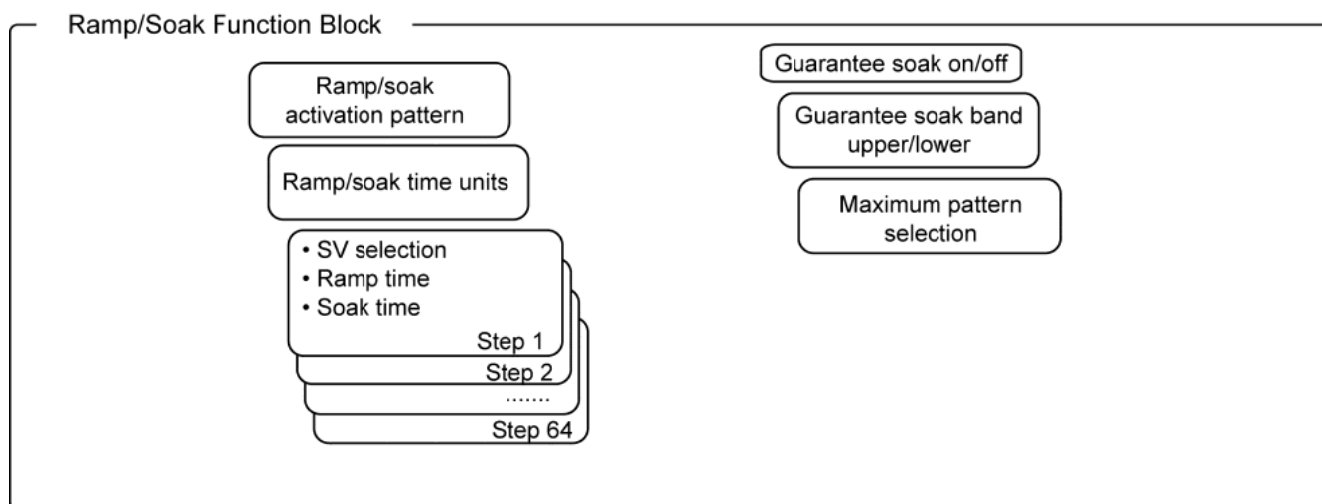 Ramp/Soak Function Block
Ramp/soak
activation pattern
Ramp/soak time units
• SV selection
• Ramp time
• Soak time
Step 1
Step 2
.......
Step 64
Guarantee soak on/off
Guarantee soak band
upper/lower
Maximum pattern
selection